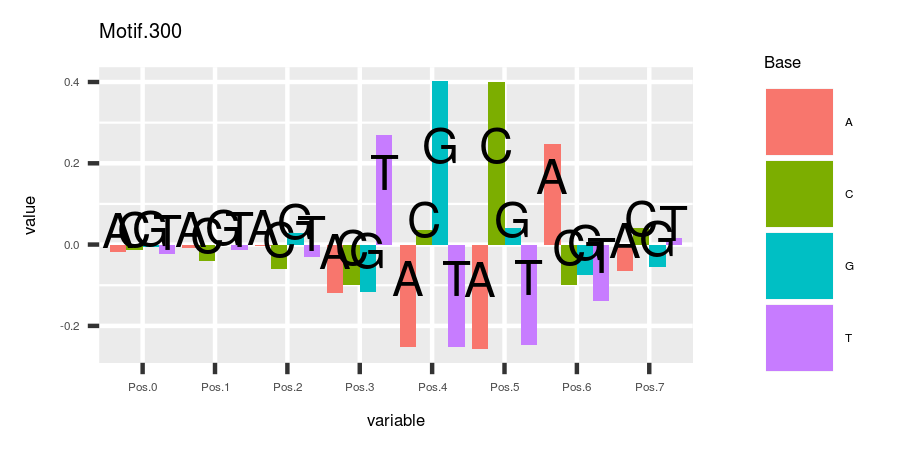 Motif.300
value
0.4
0.2
0.0
-0.2
A C G T A C G T A C G T A C G T A C G T A C G T A C G T A C G T
Pos.0 Pos.1 Pos.2 Pos.3 Pos.4 Pos.5 Pos.6 Pos.7
variable
Base
A
C
G
T